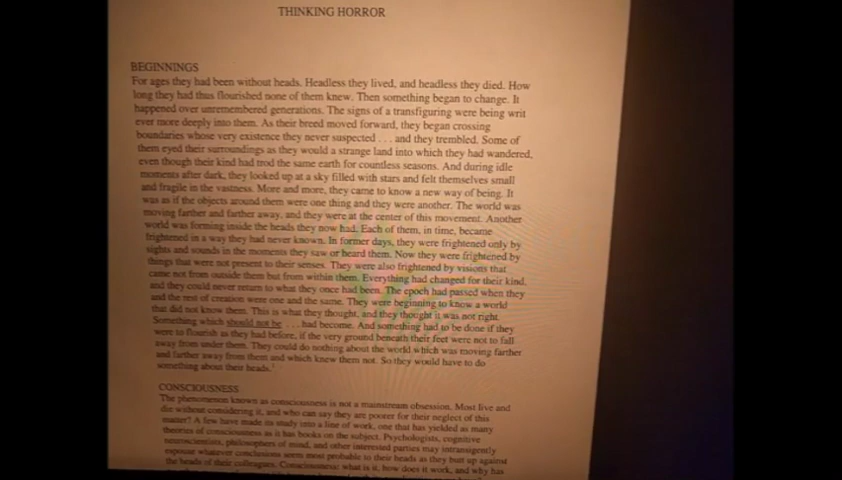 THINKING HORROR
BEGINNINGS
For ages they had been without heads. Headless they lived, and headless they died. How
long they had thus flourished none of them knew. Then something began to change. It
happened over unremembered generations. The signs of a transfiguring were being writ
ever more deeply into them. As their breed moved forward, they began crossing
boundaries whose very existence they never suspected . . . and they trembled. Some of
them eyed their surroundings as they would a strange land into which they had wandered,
even though their kind had trod the same earth for countless seasons. And during idle
moments after dark, they looked up at a sky filled with stars and felt themselves small
and fragile in the vastness. More and more, they came to know a new way of being. It
was as if the objects around them were one thing and they were another. The world was
moving farther and farther away, and they were at the center of this movement. Another
world was forming inside the heads they now had. Each of them, in time, became
frightened in a way they had never known. In former days, they were frightened only by
sights and sounds in the moments they saw or heard them. Now they were frightened by
things that were not present to their senses. They were also frightened by visions that
came not from outside them but from within them. Everything had changed for their kind,
and they could never return to what they once had been. The epoch had passed when they
and the rest of creation were one and the same. They were beginning to know a world
that did not know them. This is what they thought, and they thought it was not right.
Something which should not be . . . had become. And something had to be done if they
were to flourish as they had before, if the very ground beneath their feet were not to fall
away from under them. They could do nothing about the world which was moving farther
and farther away from them and which knew them not. So they would have to do
something about their heads.
CONSCIOUSNESS
The phenomenon known as consciousness is not a mainstream obsession. Most live and
die without considering it, and who can say they are poorer for their neglect of this
matter? A few have made its study into a line of work, one that has yielded as many
theories of consciousness as it has books on the subject. Psychologists, cognitive
neuroscientists, philosophers of mind, and other interested parties may intransigently
espouse whatever conclusions seem most probable to their heads as they butt up against
the heads of their colleagues. Consciousness: what is it, how does it work, and why has